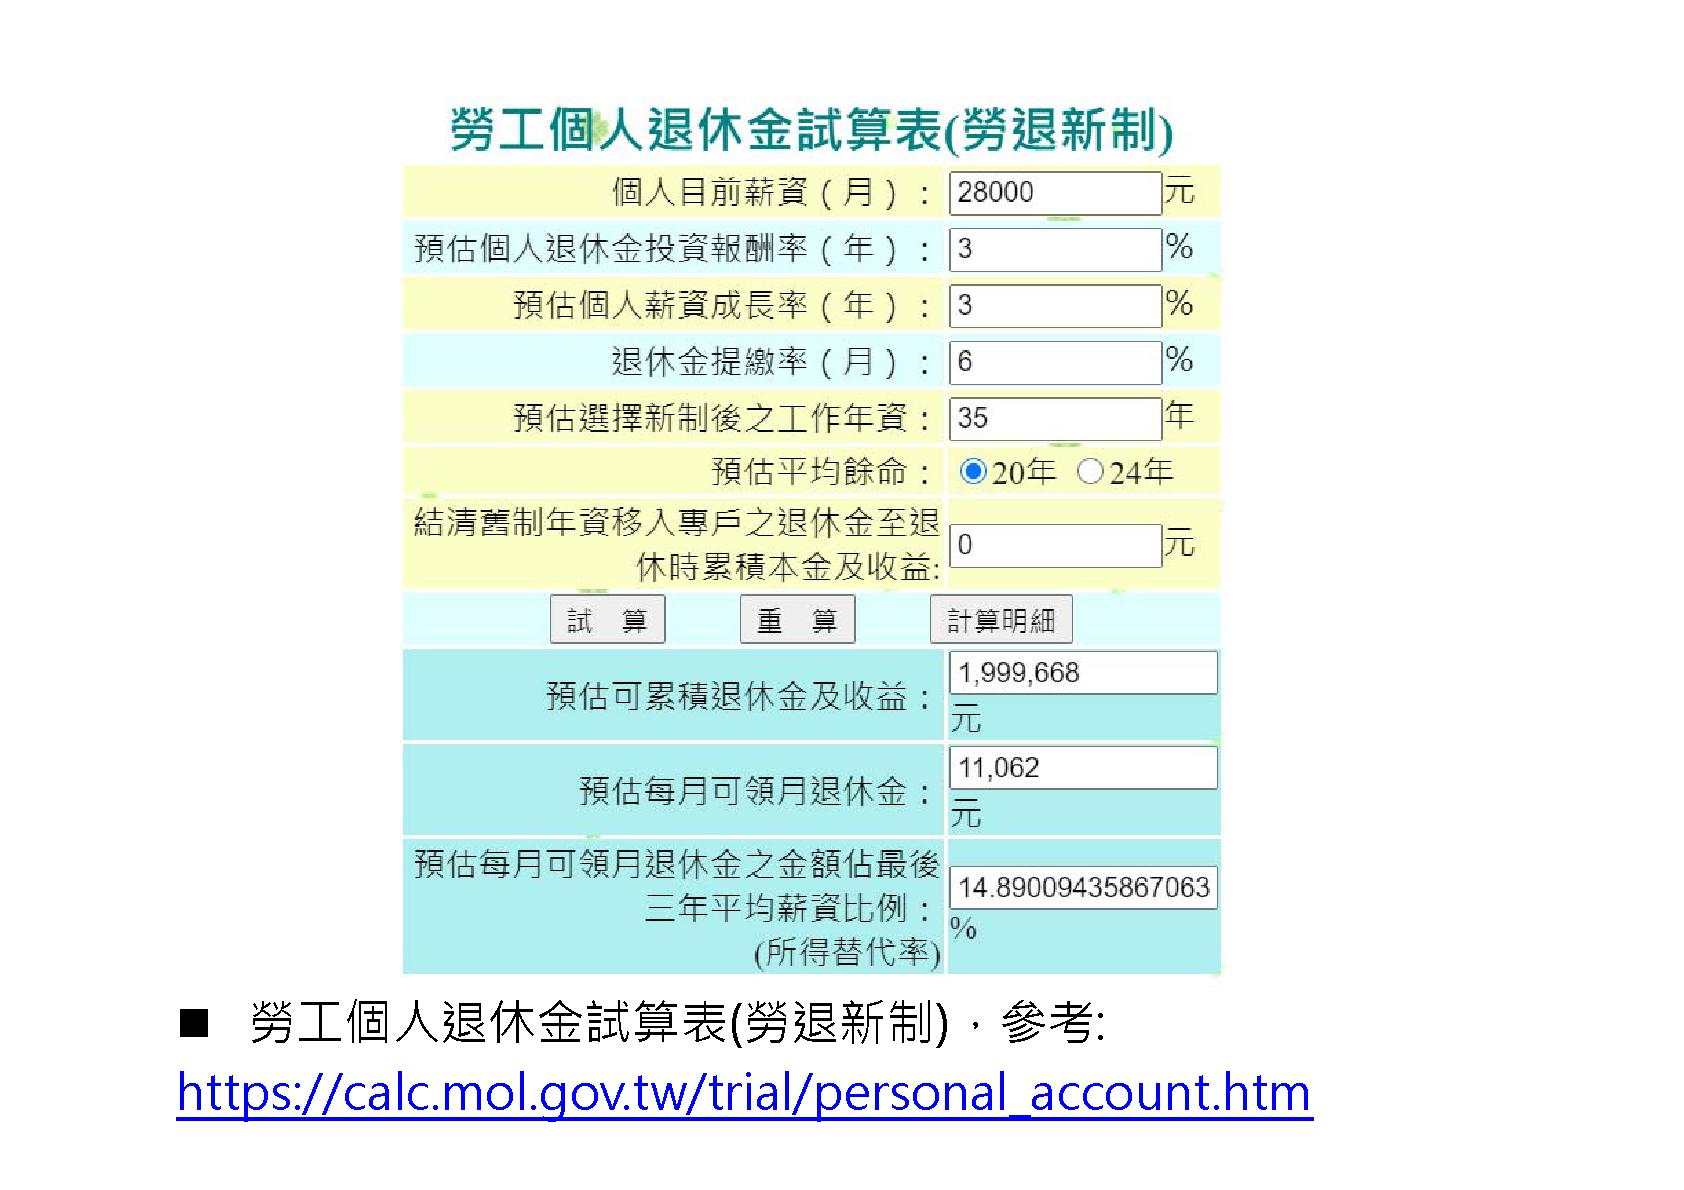 勞工個人退休金試算表(勞退新制)
個人目前薪資（月）： 28000 元
預估個人退休金投資報酬率（年）： 3 %
預估個人薪資成長率（年）： 3 %
退休金提繳率（月）： 6 %
預估選擇新制後之工作年資： 35 年
預估平均餘命： 20年 24年
結清舊制年資移入專戶之退休金至退
休時累積本金及收益: 0 元
試 算 重 算 計算明細
預估可累積退休金及收益： 1,999,668
元
預估每月可領月退休金： 11,062
元
預估每月可領月退休金之金額佔最後
三年平均薪資比例： 14.89009435867063
(所得替代率) %
■ 勞工個人退休金試算表(勞退新制)，參考:
https://calc.mol.gov.tw/trial/personal_account.htm